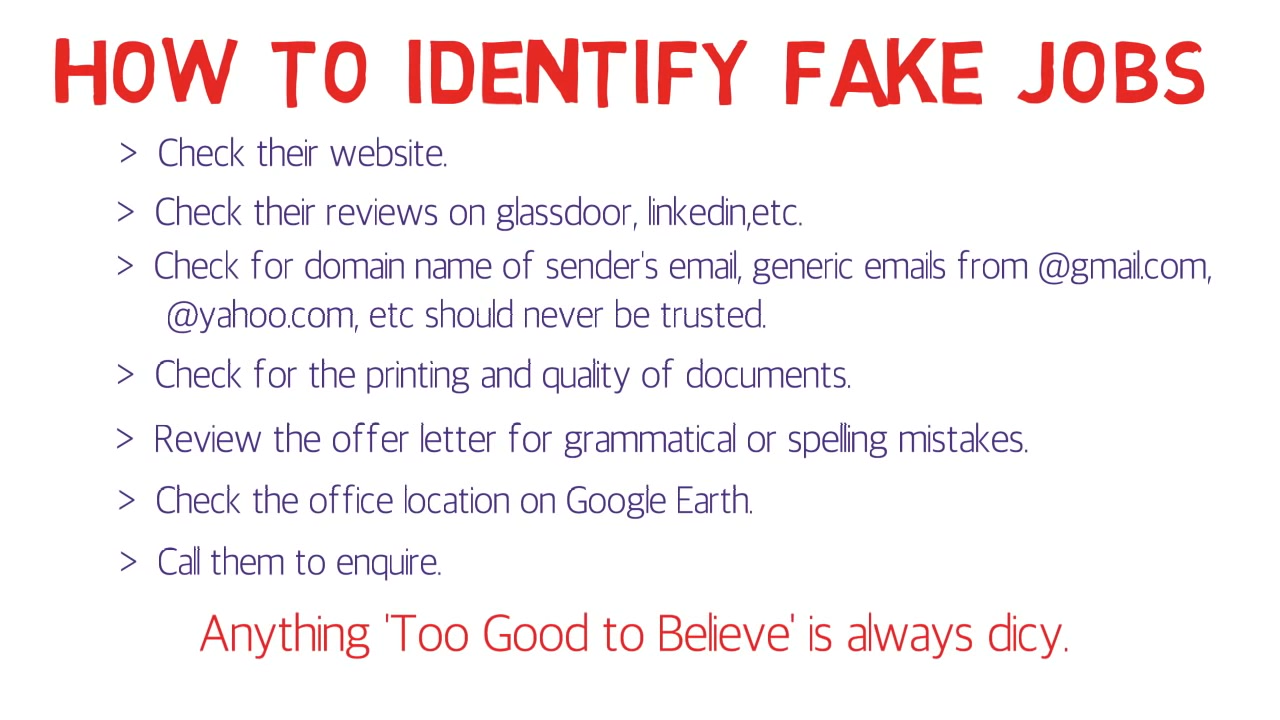 HOW TO IDENTIFY FAKE JOBS
> Check their website.
> Check their reviews on glassdoor, linkedin,etc.
> Check for domain name of sender's email, generic emails from @gmail.com,
@yahoo.com, etc should never be trusted.
> Check for the printing and quality of documents.
> Review the offer letter for grammatical or spelling mistakes.
> Check the office location on Google Earth.
> Call them to enquire.
Anything 'Too Good to Believe' is always dicy.